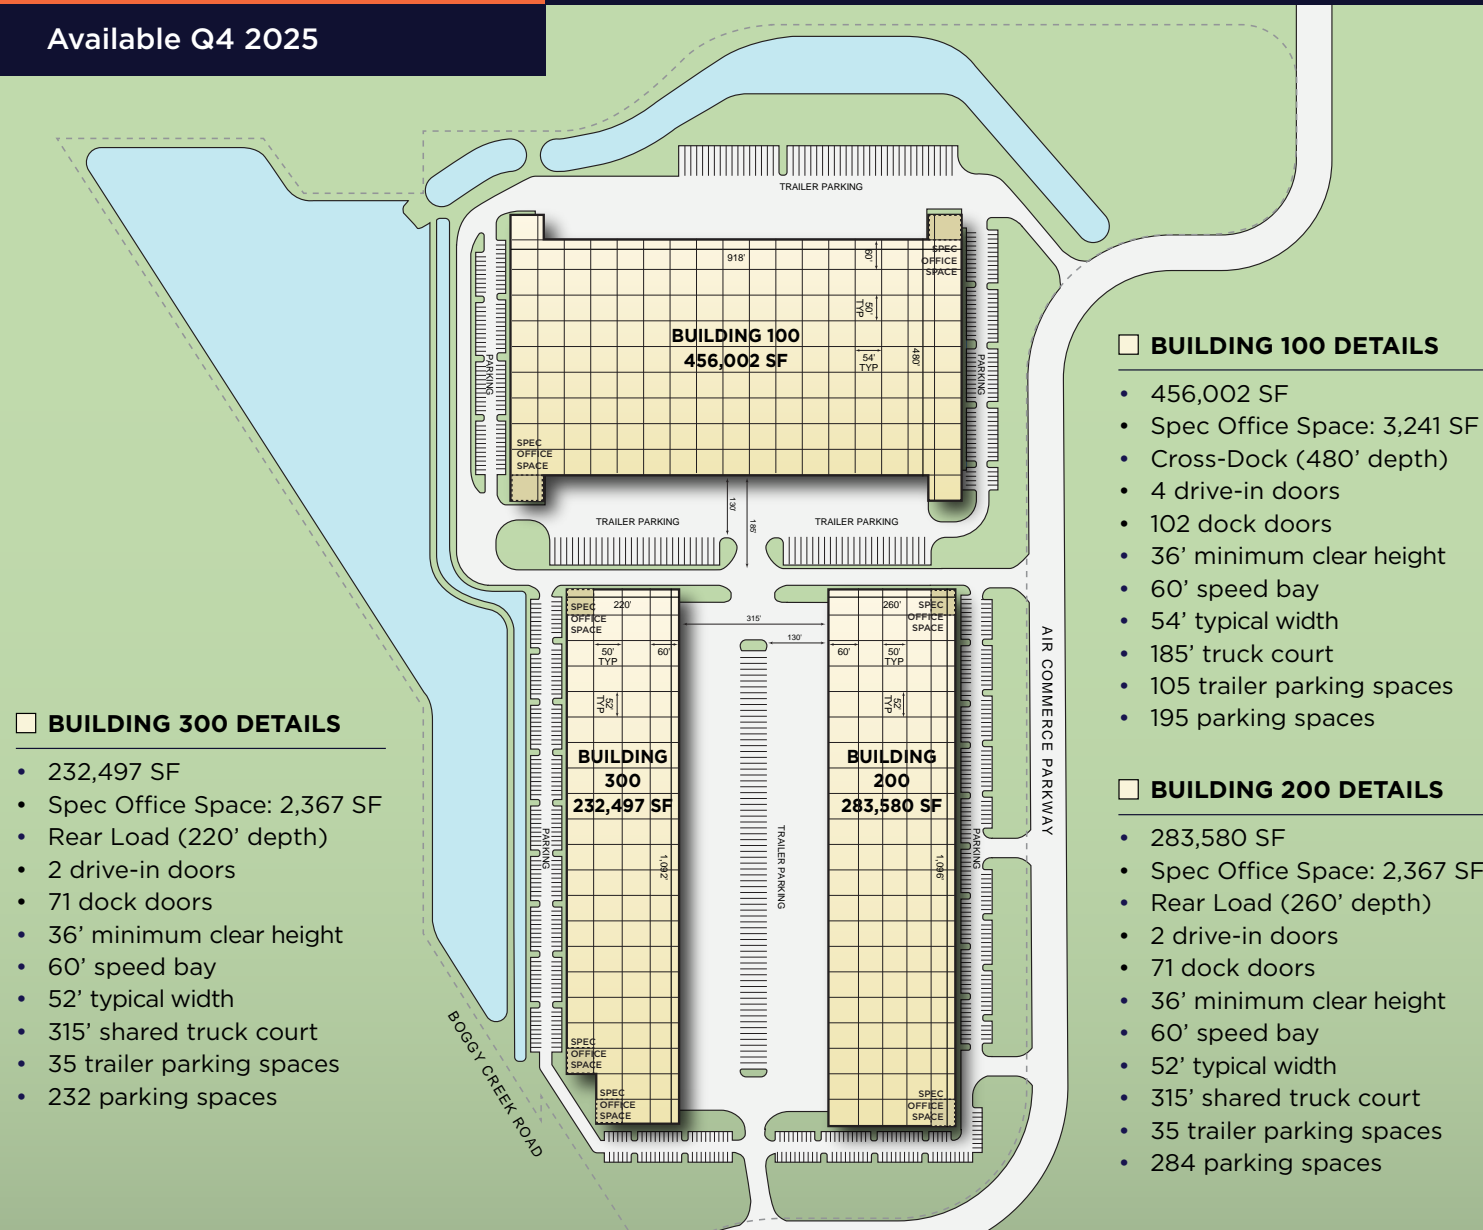 Available Q4 2025
TRAILER PARKING
918'
60'
SPEC
OFFICE
SPACE
50'
TYP
BUILDING 100
456,002 SF
54'
TYP
480'
PARKING
PARKING
SPEC
OFFICE
SPACE
130'
185'
TRAILER PARKING
TRAILER PARKING
SPEC
OFFICE
SPACE
220'
315'
130'
260'
SPEC
OFFICE
SPACE
50'
TYP
60'
60'
50'
TYP
52'
TYP
52'
TYP
BUILDING
300
232,497 SF
BUILDING
200
283,580 SF
PARKING
1,092'
TRAILER PARKING
1,096'
PARKING
AIR COMMERCE PARKWAY
SPEC
OFFICE
SPACE
SPEC
OFFICE
SPACE
SPEC
OFFICE
SPACE
BOGGY CREEK ROAD
BUILDING 100 DETAILS
• 456,002 SF
• Spec Office Space: 3,241 SF
• Cross-Dock (480’ depth)
• 4 drive-in doors
• 102 dock doors
• 36’ minimum clear height
• 60’ speed bay
• 54’ typical width
• 185’ truck court
• 105 trailer parking spaces
• 195 parking spaces
BUILDING 300 DETAILS
• 232,497 SF
• Spec Office Space: 2,367 SF
• Rear Load (220’ depth)
• 2 drive-in doors
• 71 dock doors
• 36’ minimum clear height
• 60’ speed bay
• 52’ typical width
• 315’ shared truck court
• 35 trailer parking spaces
• 232 parking spaces
BUILDING 200 DETAILS
• 283,580 SF
• Spec Office Space: 2,367 SF
• Rear Load (260’ depth)
• 2 drive-in doors
• 71 dock doors
• 36’ minimum clear height
• 60’ speed bay
• 52’ typical width
• 315’ shared truck court
• 35 trailer parking spaces
• 284 parking spaces